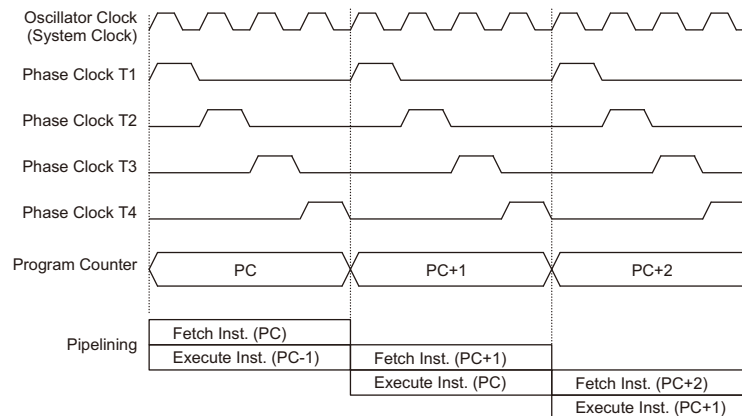 Oscillator Clock
(System Clock)
Phase Clock T1
Phase Clock T2
Phase Clock T3
Phase Clock T4
Program Counter
PC
PC+1
PC+2
Pipelining
Fetch Inst. (PC)
Execute Inst. (PC-1)
Fetch Inst. (PC+1)
Execute Inst. (PC)
Fetch Inst. (PC+2)
Execute Inst. (PC+1)